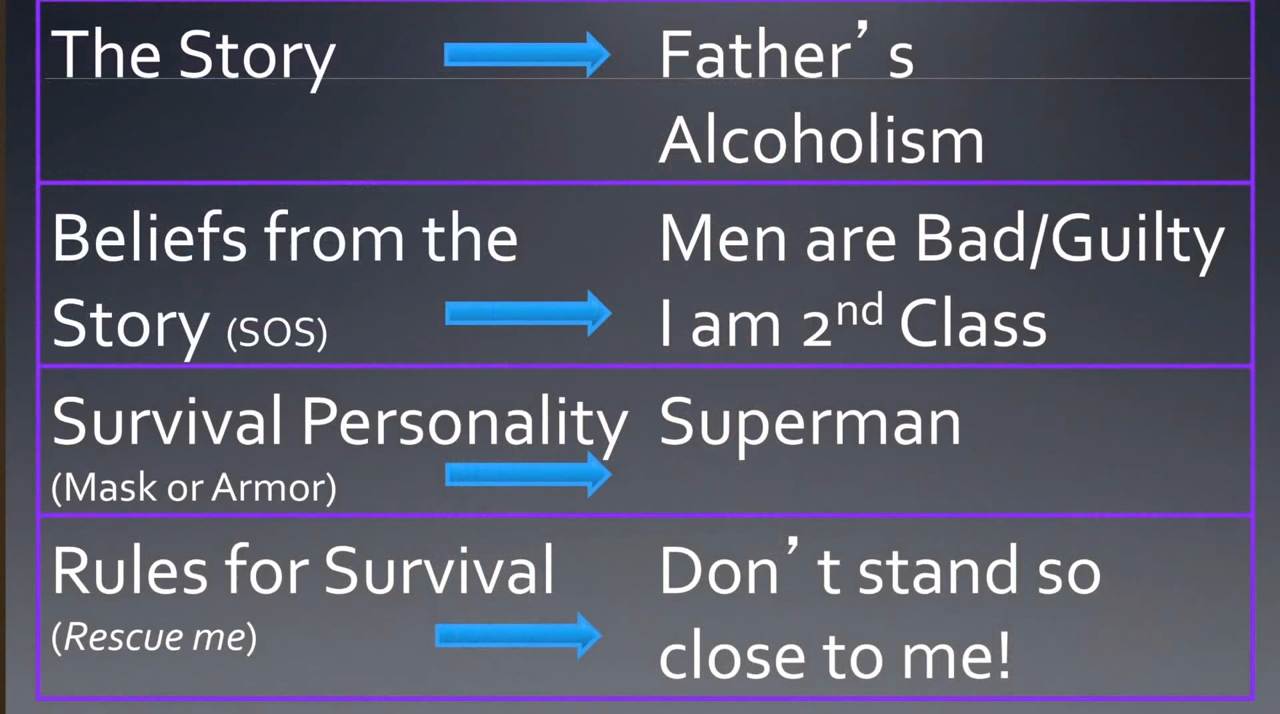 The Story
Father's
Alcoholism
Beliefs from the
Story (SOS)
Men are Bad/Guilty
I am 2nd Class
Survival Personality
(Mask or Armor)
Superman
Rules for Survival
(Rescue me)
Don't stand so
close to me!